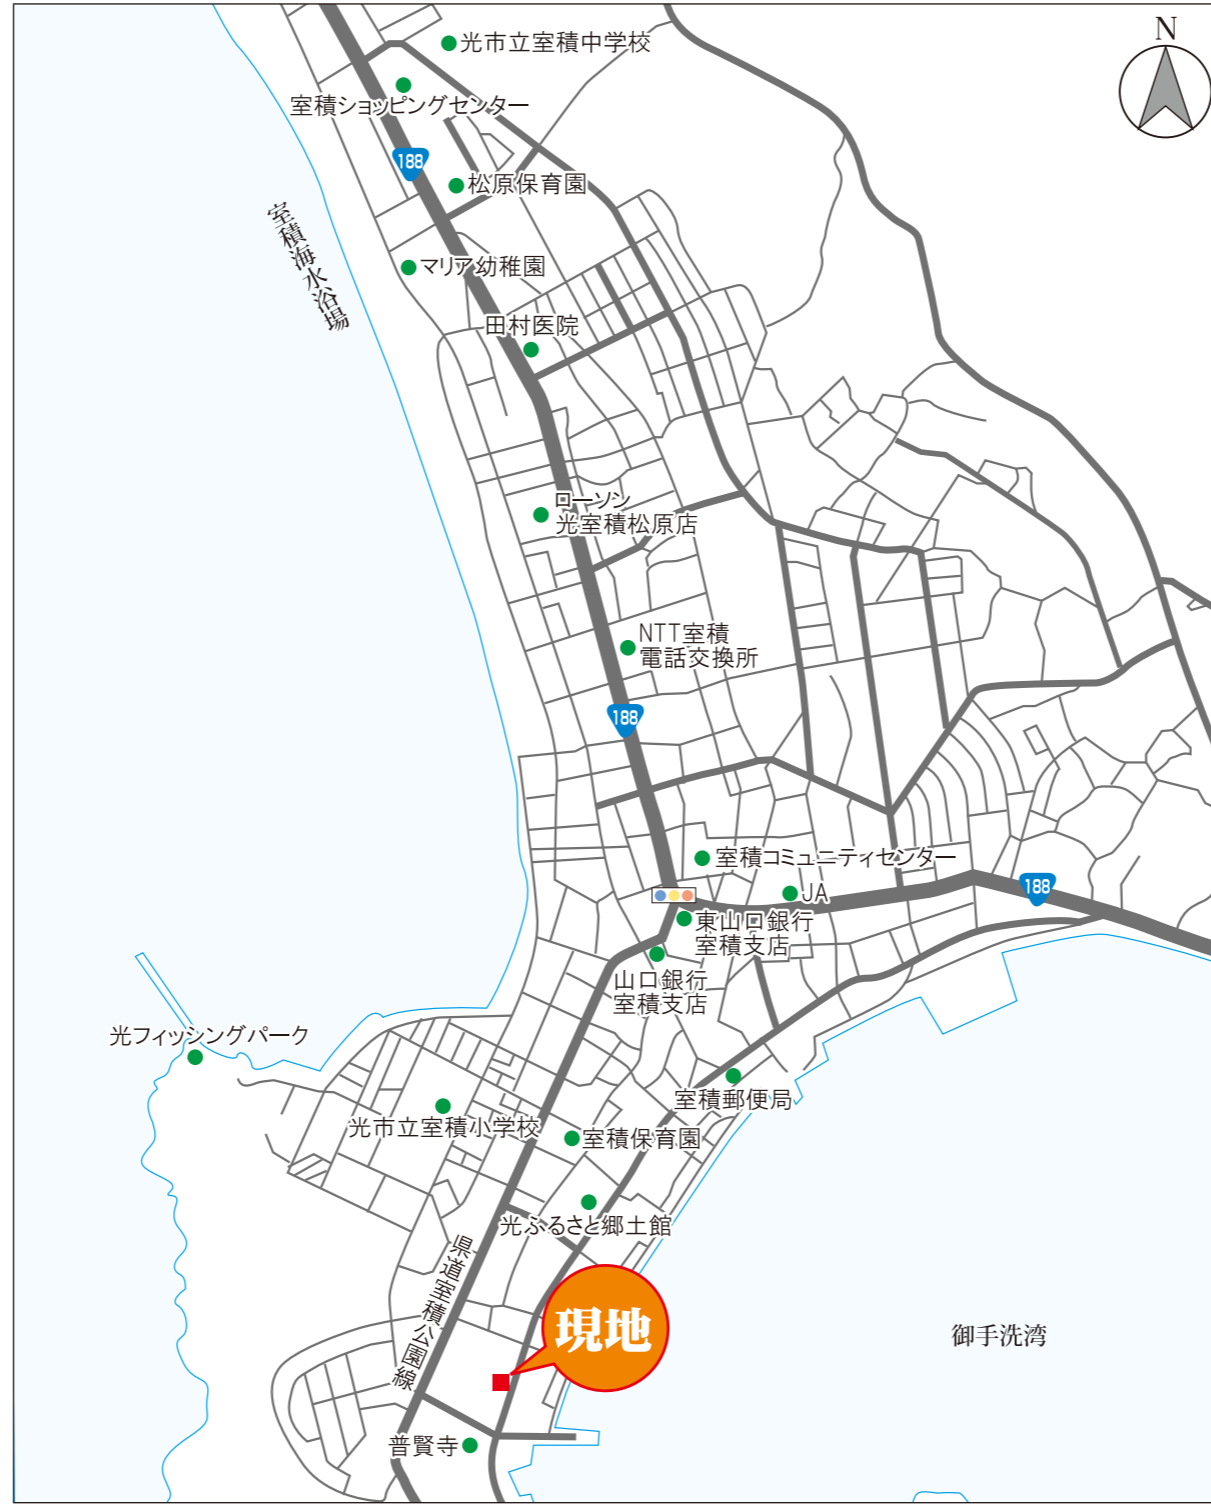 N
光市立室積中学校
室積ショッピングセンター
188
松原保育園
室積海水浴場
マリア幼稚園
田村医院
ローソン
光室積松原店
NTT室積
電話交換所
188
室積コミュニティセンター
JA
188
東山口銀行
室積支店
山口銀行
室積支店
光フィッシングパーク
室積郵便局
光市立室積小学校
室積保育園
光ふるさと郷土館
県道室積公園線
現地
御手洗湾
普賢寺